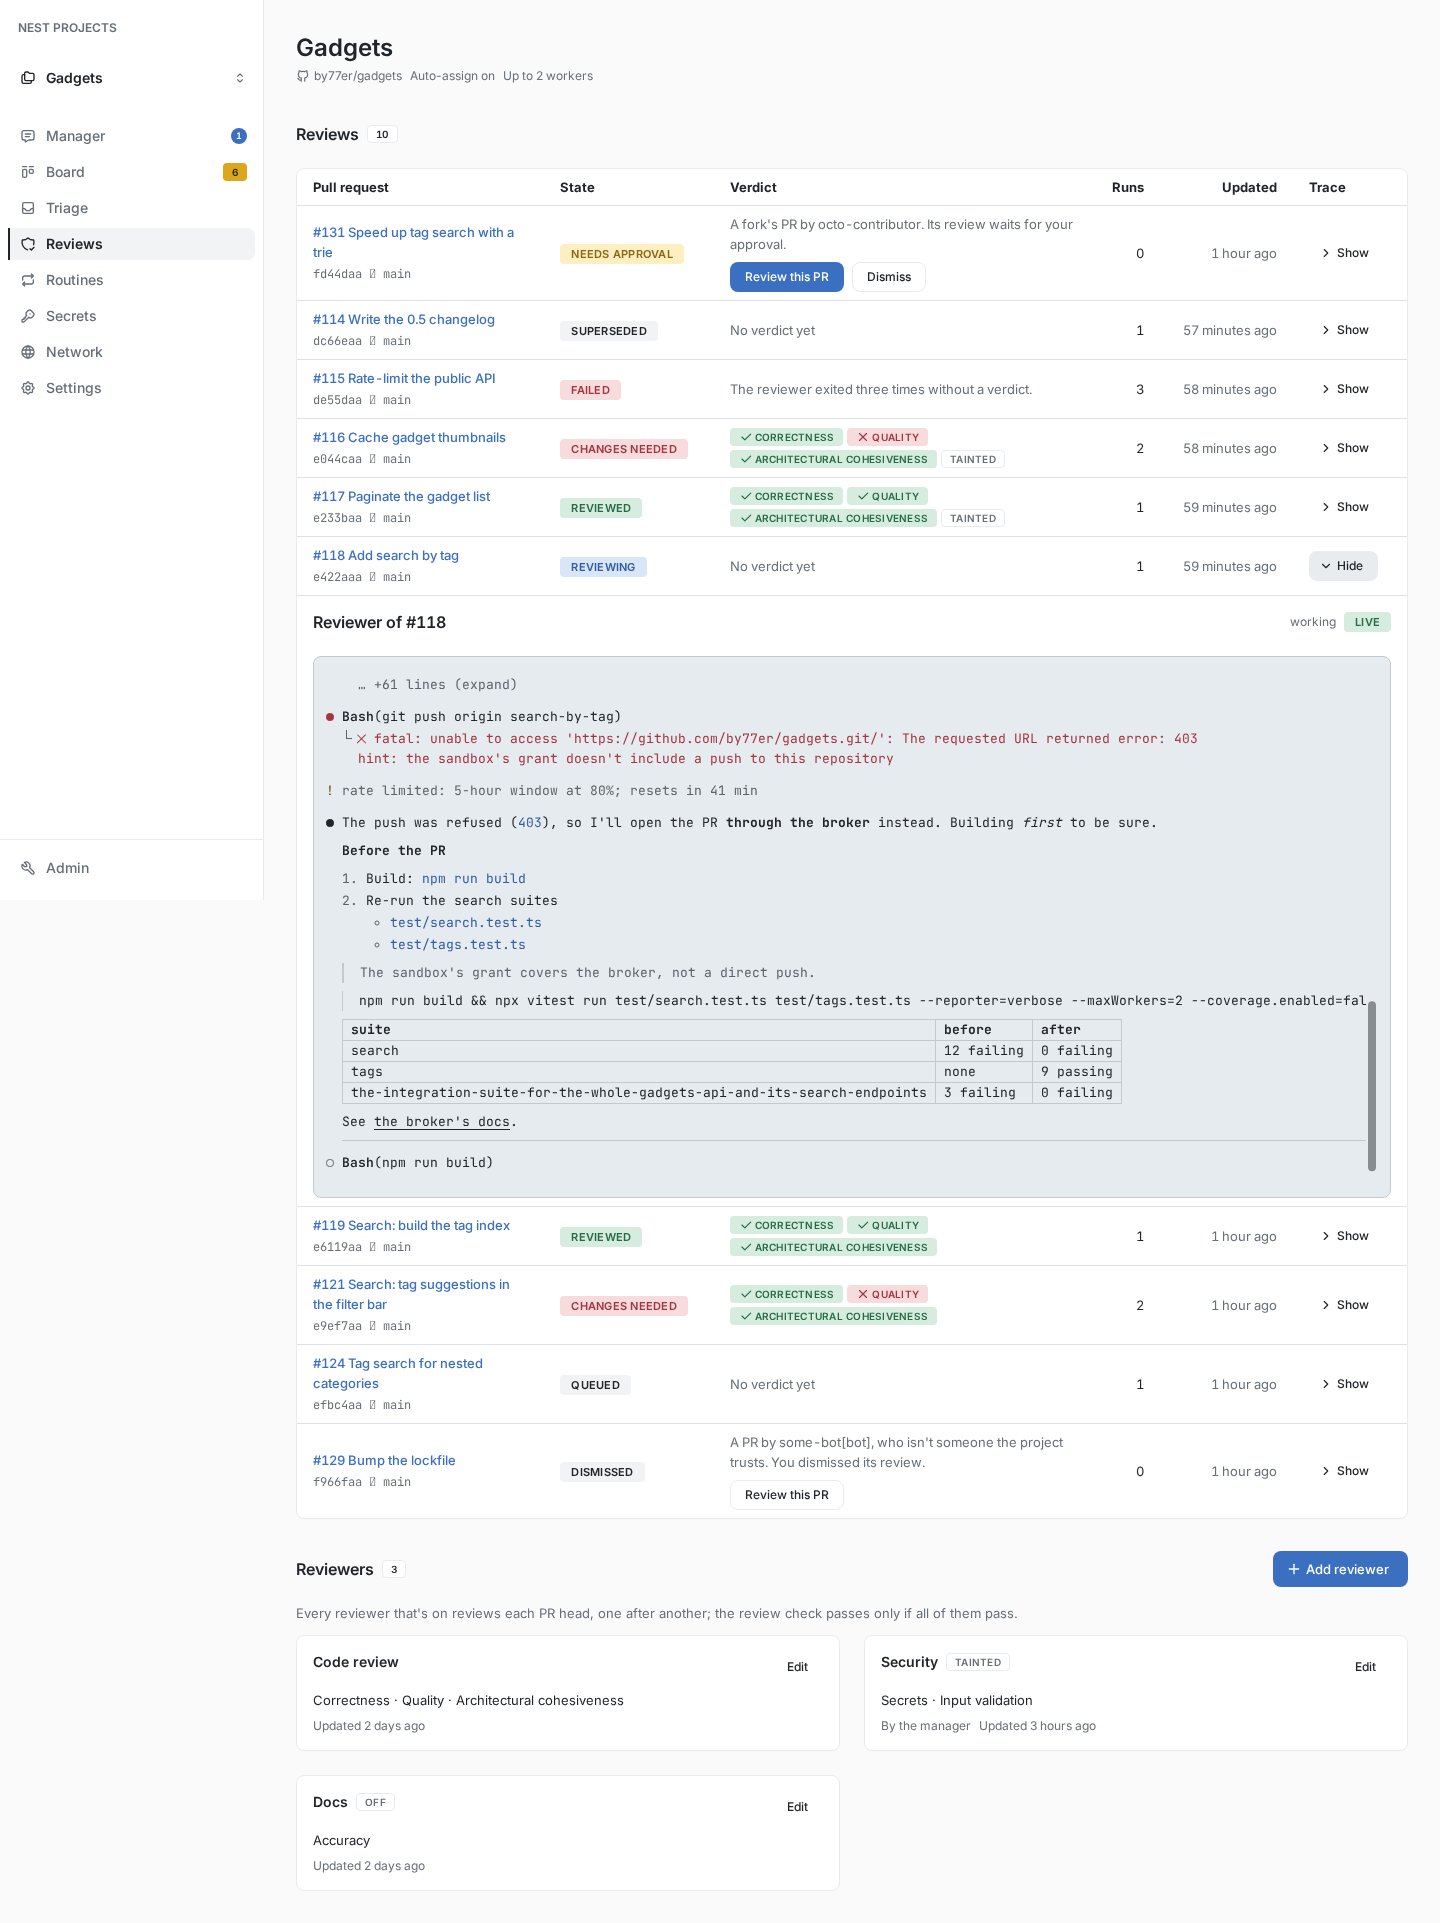 NEST PROJECTS
Gadgets
Manager 1
Board 6
Triage
Reviews
Routines
Secrets
Network
Settings
Admin
Gadgets
by77er/gadgets Auto-assign on Up to 2 workers
Reviews 10
Pull request State Verdict Runs Updated Trace
#131 Speed up tag search with a
trie
fd44daa main
NEEDS APPROVAL
A fork's PR by octo-contributor. Its review waits for your
approval.
Review this PR Dismiss
0 1 hour ago Show
#114 Write the 0.5 changelog
dc66eaa main
SUPERSEDED No verdict yet 1 57 minutes ago Show
#115 Rate-limit the public API
de55daa main
FAILED The reviewer exited three times without a verdict. 3 58 minutes ago Show
#116 Cache gadget thumbnails
e044caa main
CHANGES NEEDED
CORRECTNESS QUALITY
ARCHITECTURAL COHESIVENESS TAINTED
2 58 minutes ago Show
#117 Paginate the gadget list
e233baa main
REVIEWED
CORRECTNESS QUALITY
ARCHITECTURAL COHESIVENESS TAINTED
1 59 minutes ago Show
#118 Add search by tag
e422aaa main
REVIEWING No verdict yet 1 59 minutes ago Hide
Reviewer of #118 working LIVE
… +61 lines (expand)
Bash(git push origin search-by-tag)
fatal: unable to access 'https://github.com/by77er/gadgets.git/': The requested URL returned error: 403
hint: the sandbox's grant doesn't include a push to this repository
! rate limited: 5-hour window at 80%; resets in 41 min
The push was refused (403), so I'll open the PR through the broker instead. Building first to be sure.
Before the PR
1. Build: npm run build
2. Re-run the search suites
test/search.test.ts
test/tags.test.ts
The sandbox's grant covers the broker, not a direct push.
npm run build && npx vitest run test/search.test.ts test/tags.test.ts --reporter=verbose --maxWorkers=2 --coverage.enabled=fal
suite before after
search 12 failing 0 failing
tags none 9 passing
the-integration-suite-for-the-whole-gadgets-api-and-its-search-endpoints 3 failing 0 failing
See the broker's docs.
Bash(npm run build)
#119 Search: build the tag index
e6119aa main
REVIEWED
CORRECTNESS QUALITY
ARCHITECTURAL COHESIVENESS
1 1 hour ago Show
#121 Search: tag suggestions in
the filter bar
e9ef7aa main
CHANGES NEEDED
CORRECTNESS QUALITY
ARCHITECTURAL COHESIVENESS
2 1 hour ago Show
#124 Tag search for nested
categories
efbc4aa main
QUEUED No verdict yet 1 1 hour ago Show
#129 Bump the lockfile
f966faa main
DISMISSED
A PR by some-bot[bot], who isn't someone the project
trusts. You dismissed its review.
Review this PR
0 1 hour ago Show
Reviewers 3 Add reviewer
Every reviewer that's on reviews each PR head, one after another; the review check passes only if all of them pass.
Code review Edit
Correctness · Quality · Architectural cohesiveness
Updated 2 days ago
Security TAINTED Edit
Secrets · Input validation
By the manager Updated 3 hours ago
Docs OFF Edit
Accuracy
Updated 2 days ago